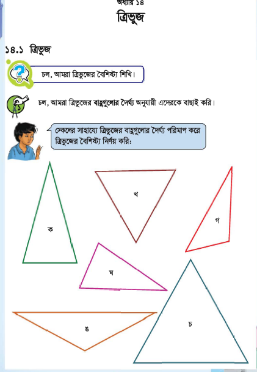 অধ্যায় ১৪
ত্রিভুজ
১৪.১ ত্রিভুজ
চল, আমরা ত্রিভুজের বৈশিষ্ট্য শিখি।
চল, আমরা ত্রিভুজের বাহুগুলোর দৈর্ঘ্য অনুযায়ী এদেরকে বাছাই করি।
স্কেলের সাহায্যে ত্রিভুজের বাহুগুলোর দৈর্ঘ্য পরিমাপ করে
ত্রিভুজের বৈশিষ্ট্য নির্ণয় করি:
ক
খ
গ
ঘ
ঙ
চ